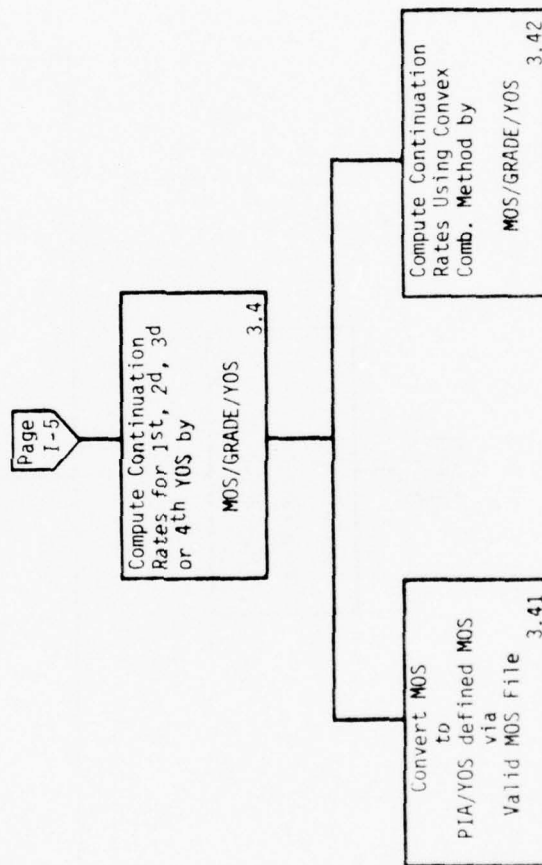 Page
I-5
Compute Continuation
Rates for 1st, 2d, 3d
or 4th YOS by
MOS/GRADE/YOS
3.4
Convert MOS
to
PIA/YOS defined MOS
via
Valid MOS File
3.41
Compute Continuation
Rates Using Convex
Comb. Method by
MOS/GRADE/YOS
3.42